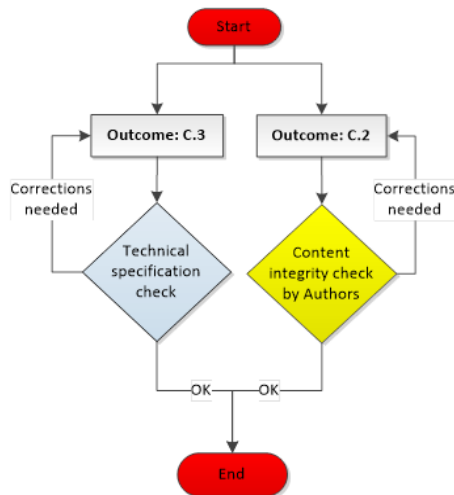 Start
Outcome: C.3
Outcome: C.2
Corrections
needed
Corrections
needed
Technical
specification
check
Content
integrity check
by Authors
OK
OK
End